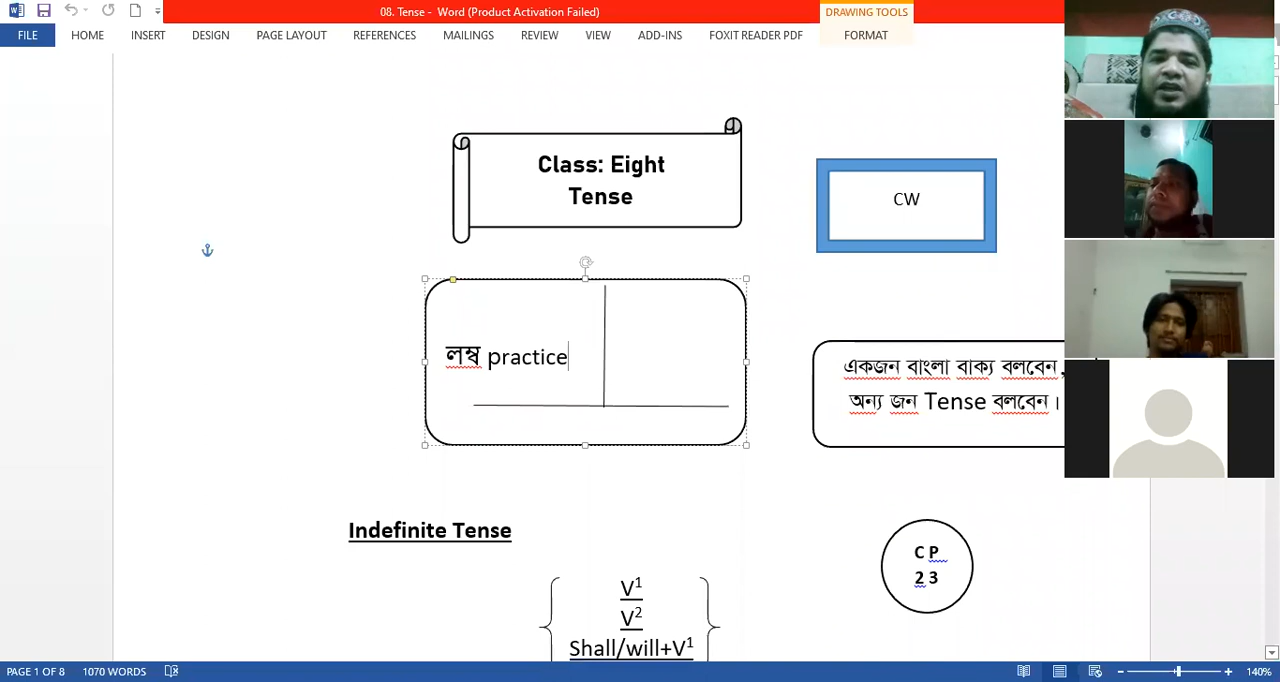 08. Tense - Word (Product Activation Failed)
DRAWING TOOLS
FILE HOME INSERT DESIGN PAGE LAYOUT REFERENCES MAILINGS REVIEW VIEW ADD-INS FOXIT READER PDF FORMAT
Class: Eight
Tense
CW
লম্ব practice
একজন বাংলা বাক্য বলবেন,
অন্য জন Tense বলবেন।
Indefinite Tense
C P
2 3
V¹
V²
Shall/will+V¹
PAGE 1 OF 8 1070 WORDS 140%